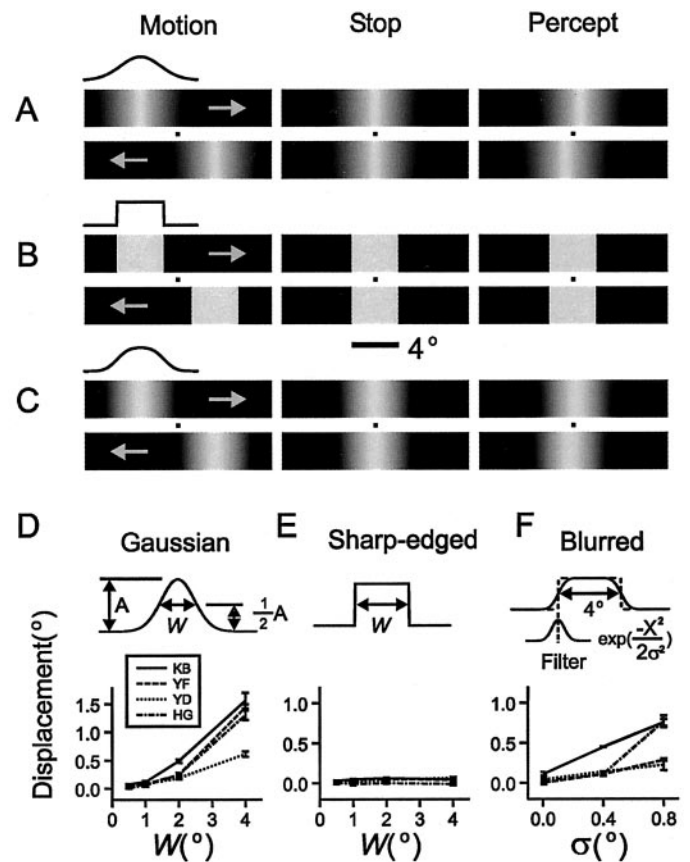 Motion Stop Percept
A
B
4°
C
D E F
Gaussian Sharp-edged Blurred
A W 1/2 A
W
4°
Filter exp(-X²/2σ²)
KB
YF
YD
HG
Displacement(°)
1.5
1.0
0.5
0.0
1.0
0.5
0.0
1.0
0.5
0.0
0 1 2 3 4
0 1 2 3 4
0.0 0.4 0.8
W(°) W(°) σ(°)